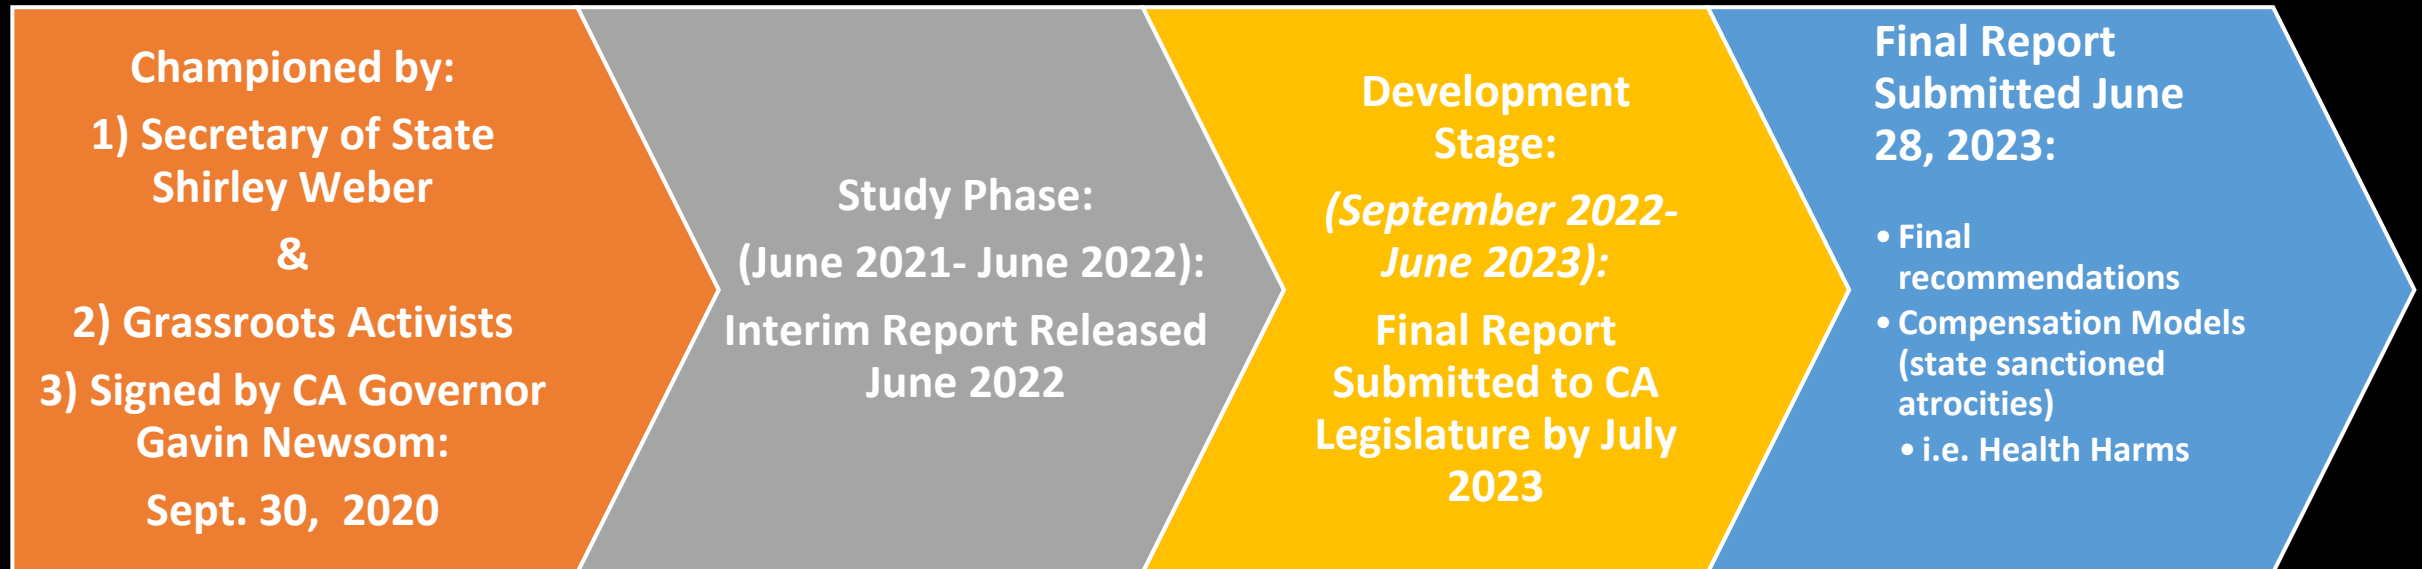 Championed by:
1) Secretary of State
Shirley Weber
&
2) Grassroots Activists
3) Signed by CA Governor
Gavin Newsom:
Sept. 30,  2020
Study Phase:
(June 2021- June 2022):
Interim Report Released
June 2022
Development
Stage:
(September 2022-
June 2023):
Final Report
Submitted to CA
Legislature by July
2023
Final Report
Submitted June
28, 2023:
• Final
recommendations
• Compensation Models
(state sanctioned
atrocities)
• i.e. Health Harms